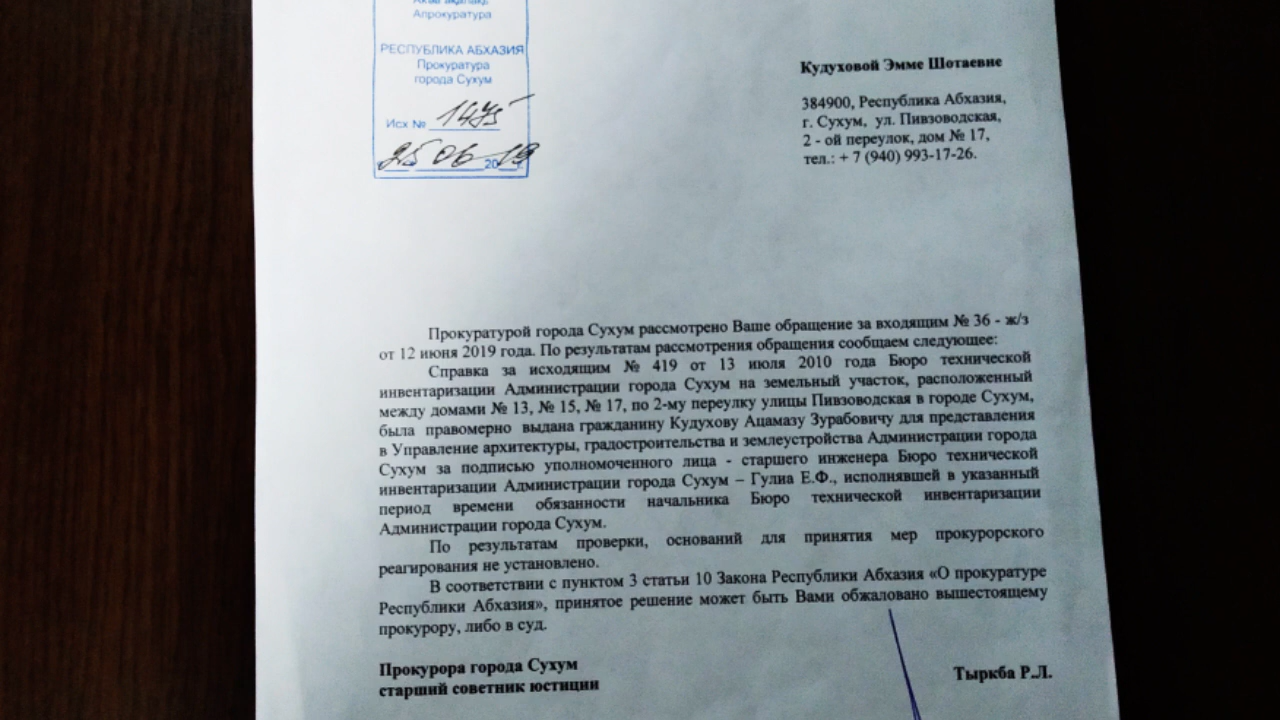 Апрокуратура
РЕСПУБЛИКА АБХАЗИЯ
Прокуратура
города Сухум
Исх № 1475
25 06 2019 г.
Кудуховой Эмме Шотаевне
384900, Республика Абхазия,
г. Сухум, ул. Пивзоводская,
2 - ой переулок, дом № 17,
тел.: + 7 (940) 993-17-26.
Прокуратурой города Сухум рассмотрено Ваше обращение за входящим № 36 - ж/з
от 12 июня 2019 года. По результатам рассмотрения обращения сообщаем следующее:
Справка за исходящим № 419 от 13 июля 2010 года Бюро технической
инвентаризации Администрации города Сухум на земельный участок, расположенный
между домами № 13, № 15, № 17, по 2-му переулку улицы Пивзоводская в городе Сухум,
была правомерно выдана гражданину Кудухову Ацамазу Зурабовичу для представления
в Управление архитектуры, градостроительства и землеустройства Администрации города
Сухум за подписью уполномоченного лица - старшего инженера Бюро технической
инвентаризации Администрации города Сухум – Гулиа Е.Ф., исполнявшей в указанный
период времени обязанности начальника Бюро технической инвентаризации
Администрации города Сухум.
По результатам проверки, оснований для принятия мер прокурорского
реагирования не установлено.
В соответствии с пунктом 3 статьи 10 Закона Республики Абхазия «О прокуратуре
Республики Абхазия», принятое решение может быть Вами обжаловано вышестоящему
прокурору, либо в суд.
Прокурора города Сухум
старший советник юстиции
Тыркба Р.Л.